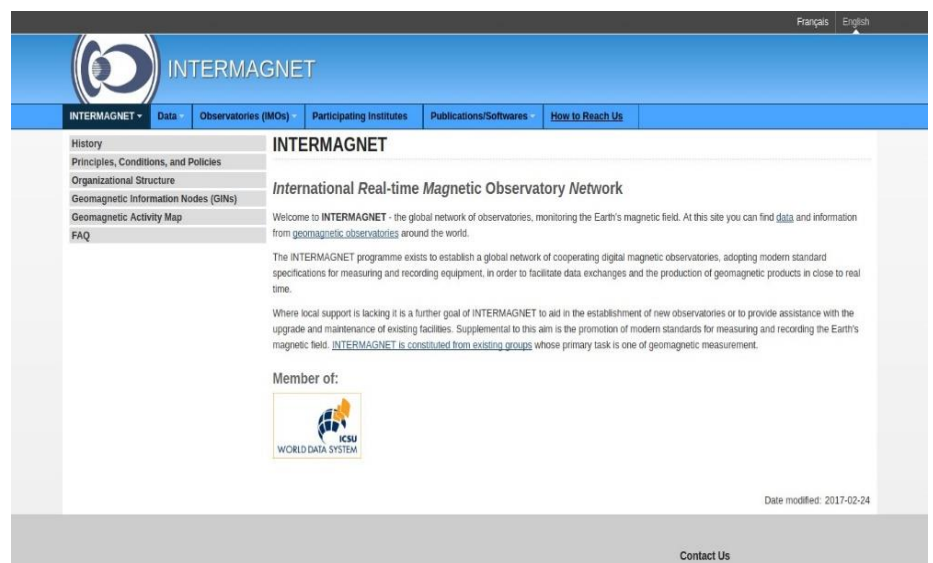 Français English
INTERMAGNET
INTERMAGNET Data Observatories (IMOs) Participating Institutes Publications/Softwares How to Reach Us
History
Principles, Conditions, and Policies
Organizational Structure
Geomagnetic Information Nodes (GINs)
Geomagnetic Activity Map
FAQ
INTERMAGNET
International Real-time Magnetic Observatory Network
Welcome to INTERMAGNET - the global network of observatories, monitoring the Earth's magnetic field. At this site you can find data and information
from geomagnetic observatories around the world.
The INTERMAGNET programme exists to establish a global network of cooperating digital magnetic observatories, adopting modern standard
specifications for measuring and recording equipment, in order to facilitate data exchanges and the production of geomagnetic products in close to real
time.
Where local support is lacking it is a further goal of INTERMAGNET to aid in the establishment of new observatories or to provide assistance with the
upgrade and maintenance of existing facilities. Supplemental to this aim is the promotion of modern standards for measuring and recording the Earth's
magnetic field. INTERMAGNET is constituted from existing groups whose primary task is one of geomagnetic measurement.
Member of:
ICSU
WORLD DATA SYSTEM
Date modified: 2017-02-24
Contact Us